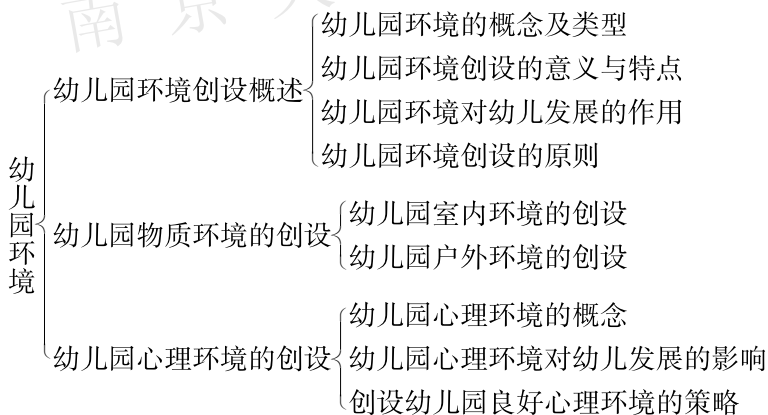 南京大
幼儿园环境
幼儿园环境创设概述
幼儿园环境的概念及类型
幼儿园环境创设的意义与特点
幼儿园环境对幼儿发展的作用
幼儿园环境创设的原则
幼儿园物质环境的创设
幼儿园室内环境的创设
幼儿园户外环境的创设
幼儿园心理环境的创设
幼儿园心理环境的概念
幼儿园心理环境对幼儿发展的影响
创设幼儿园良好心理环境的策略